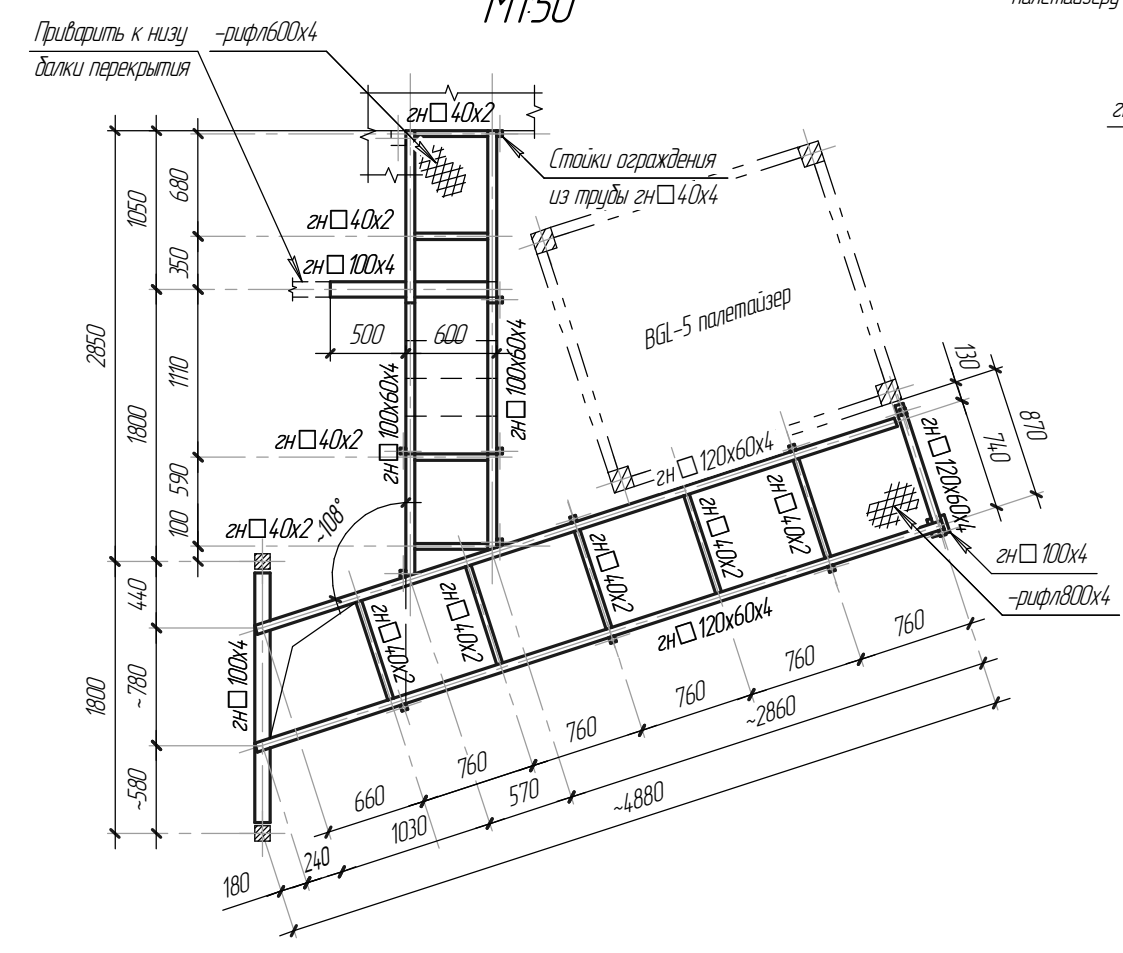 М1:50
палетайзеру
Приварить к низу
балки перекрытия
-рифл600х4
гн□ 40х2
Стойки ограждения
из трубы гн□ 40х4
гн□ 40х2
гн□ 100х4
500
600
BGL-5 палетайзер
680
1050
350
2850
1110
1800
590
100
гн□ 100х60х4
гн□ 100х60х4
гн□ 40х2
гн□ 40х2
~108°
гн□ 120х60х4
130
870
740
гн□ 120х60х4
гн□ 40х2
гн□ 40х2
гн□ 40х2
гн□ 40х2
гн□ 40х2
гн□ 100х4
-рифл800х4
гн□ 120х60х4
440
~780
1800
~580
гн□ 100х4
660
760
760
760
760
760
180
240
1030
570
~2860
~4880